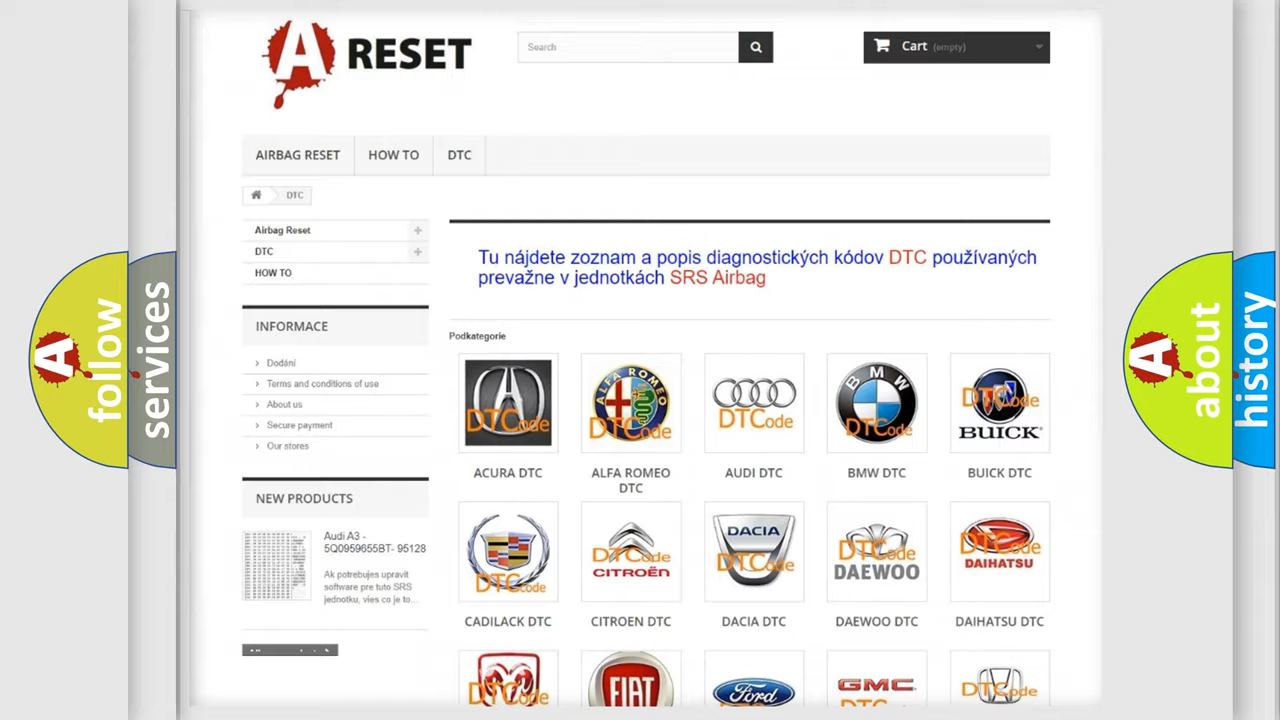 A RESET
Search
Cart (empty)
AIRBAG RESET
HOW TO
DTC
DTC
Airbag Reset
DTC
HOW TO
INFORMACE
Dodání
Terms and conditions of use
About us
Secure payment
Our stores
NEW PRODUCTS
Audi A3 -
5Q0959655BT- 95128
Ak potrebujes upravit
software pre tuto SRS
jednotku, vies co je to...
Tu nájdete zoznam a popis diagnostických kódov DTC používaných
prevažne v jednotkách SRS Airbag
Podkategorie
DTCode
ALFA ROMEO
DTCode
DTCode
BMW
DTCode
DTCode
BUICK
ACURA DTC
ALFA ROMEO
DTC
AUDI DTC
BMW DTC
BUICK DTC
DTCode
DTCode
CITROËN
DACIA
DTCode
DTCode
DAEWOO
DTCode
DAIHATSU
CADILACK DTC
CITROEN DTC
DACIA DTC
DAEWOO DTC
DAIHATSU DTC
DTCode
FIAT
Ford
GMC
DTCode
A follow
services
A about
history